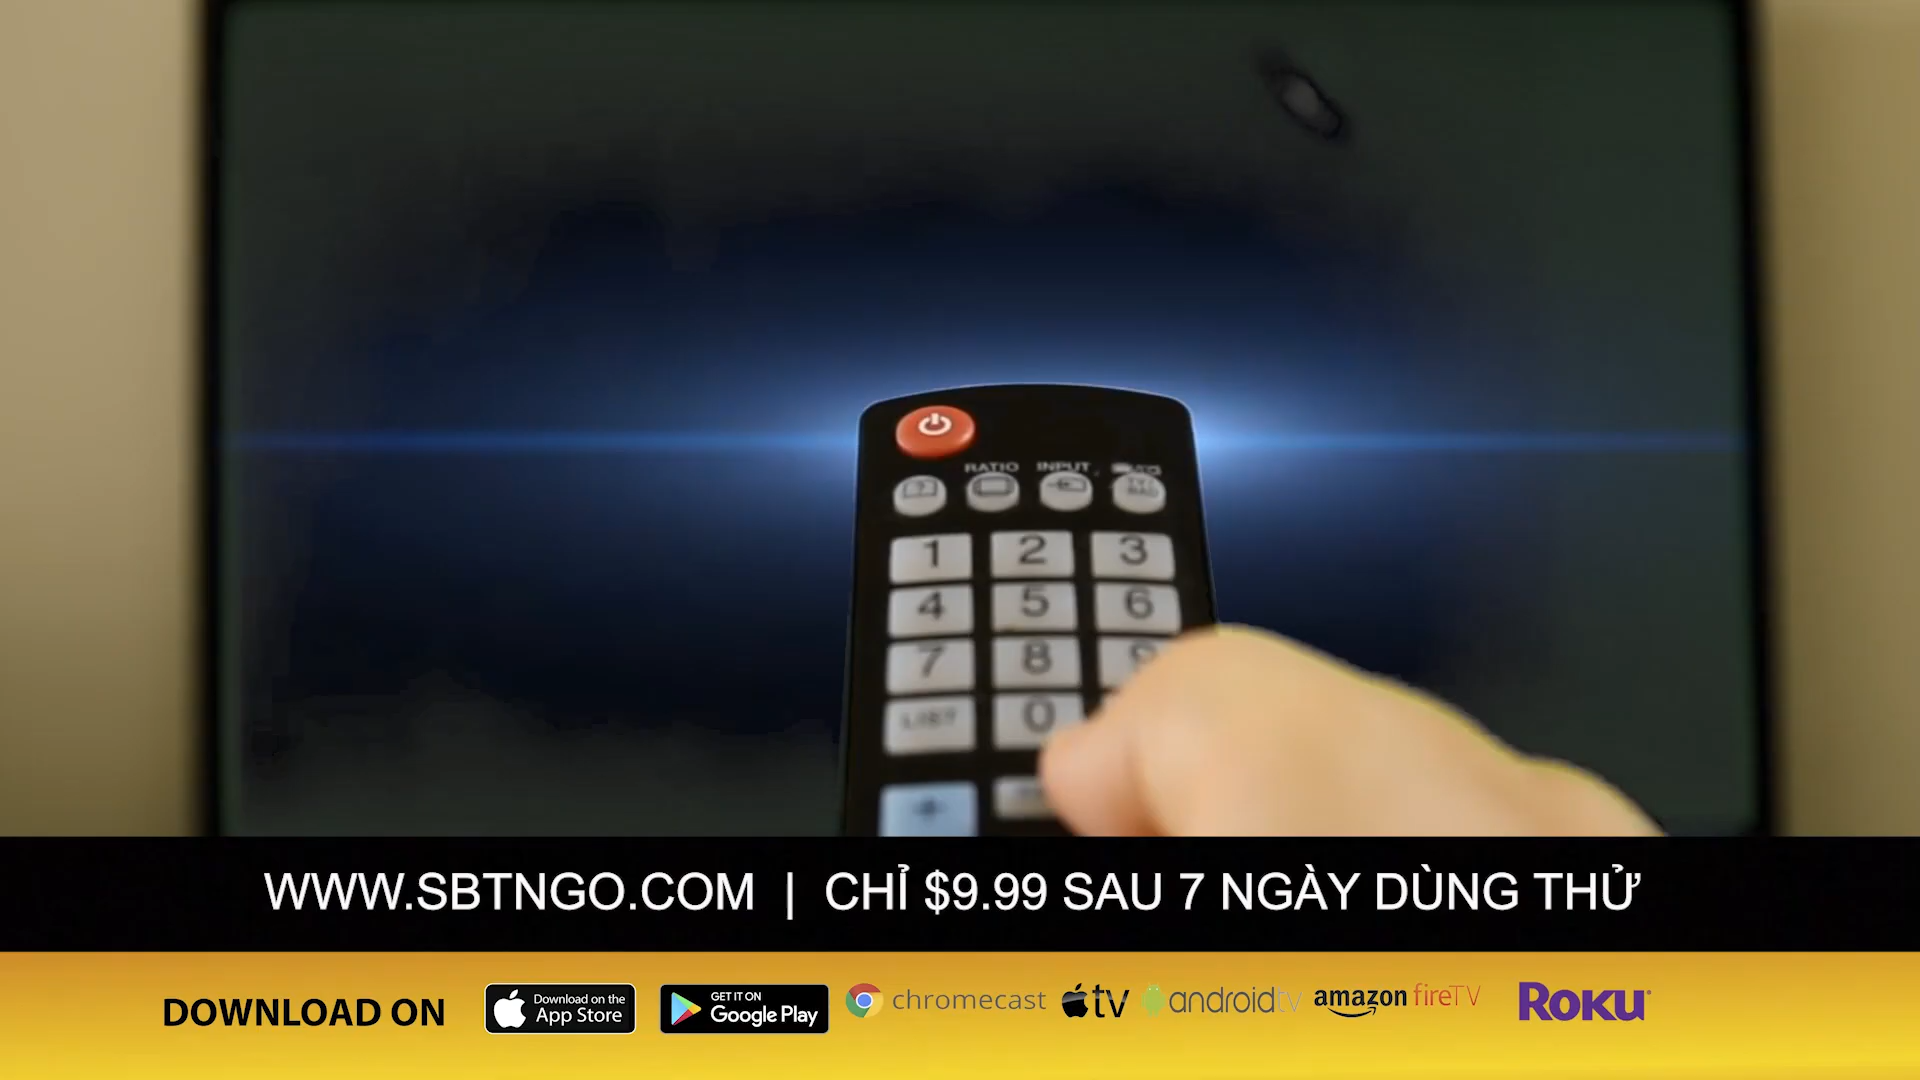 RATIO INPUT
1 2 3
4 5 6
7 8 9
LIST 0
WWW.SBTNGO.COM | CHỈ $9.99 SAU 7 NGÀY DÙNG THỬ
DOWNLOAD ON
Download on the
App Store
GET IT ON
Google Play
chromecast
tv
androidtv
amazon fireTV
ROKU